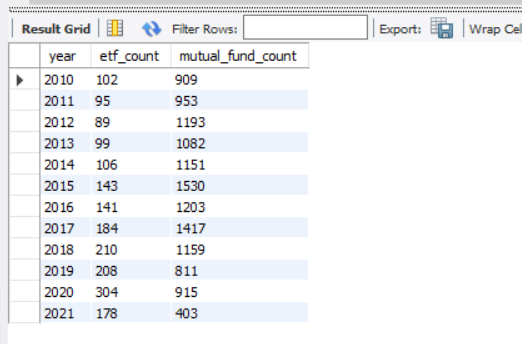 Result Grid Filter Rows: Export: Wrap Cel
year etf_count mutual_fund_count
2010 102 909
2011 95 953
2012 89 1193
2013 99 1082
2014 106 1151
2015 143 1530
2016 141 1203
2017 184 1417
2018 210 1159
2019 208 811
2020 304 915
2021 178 403